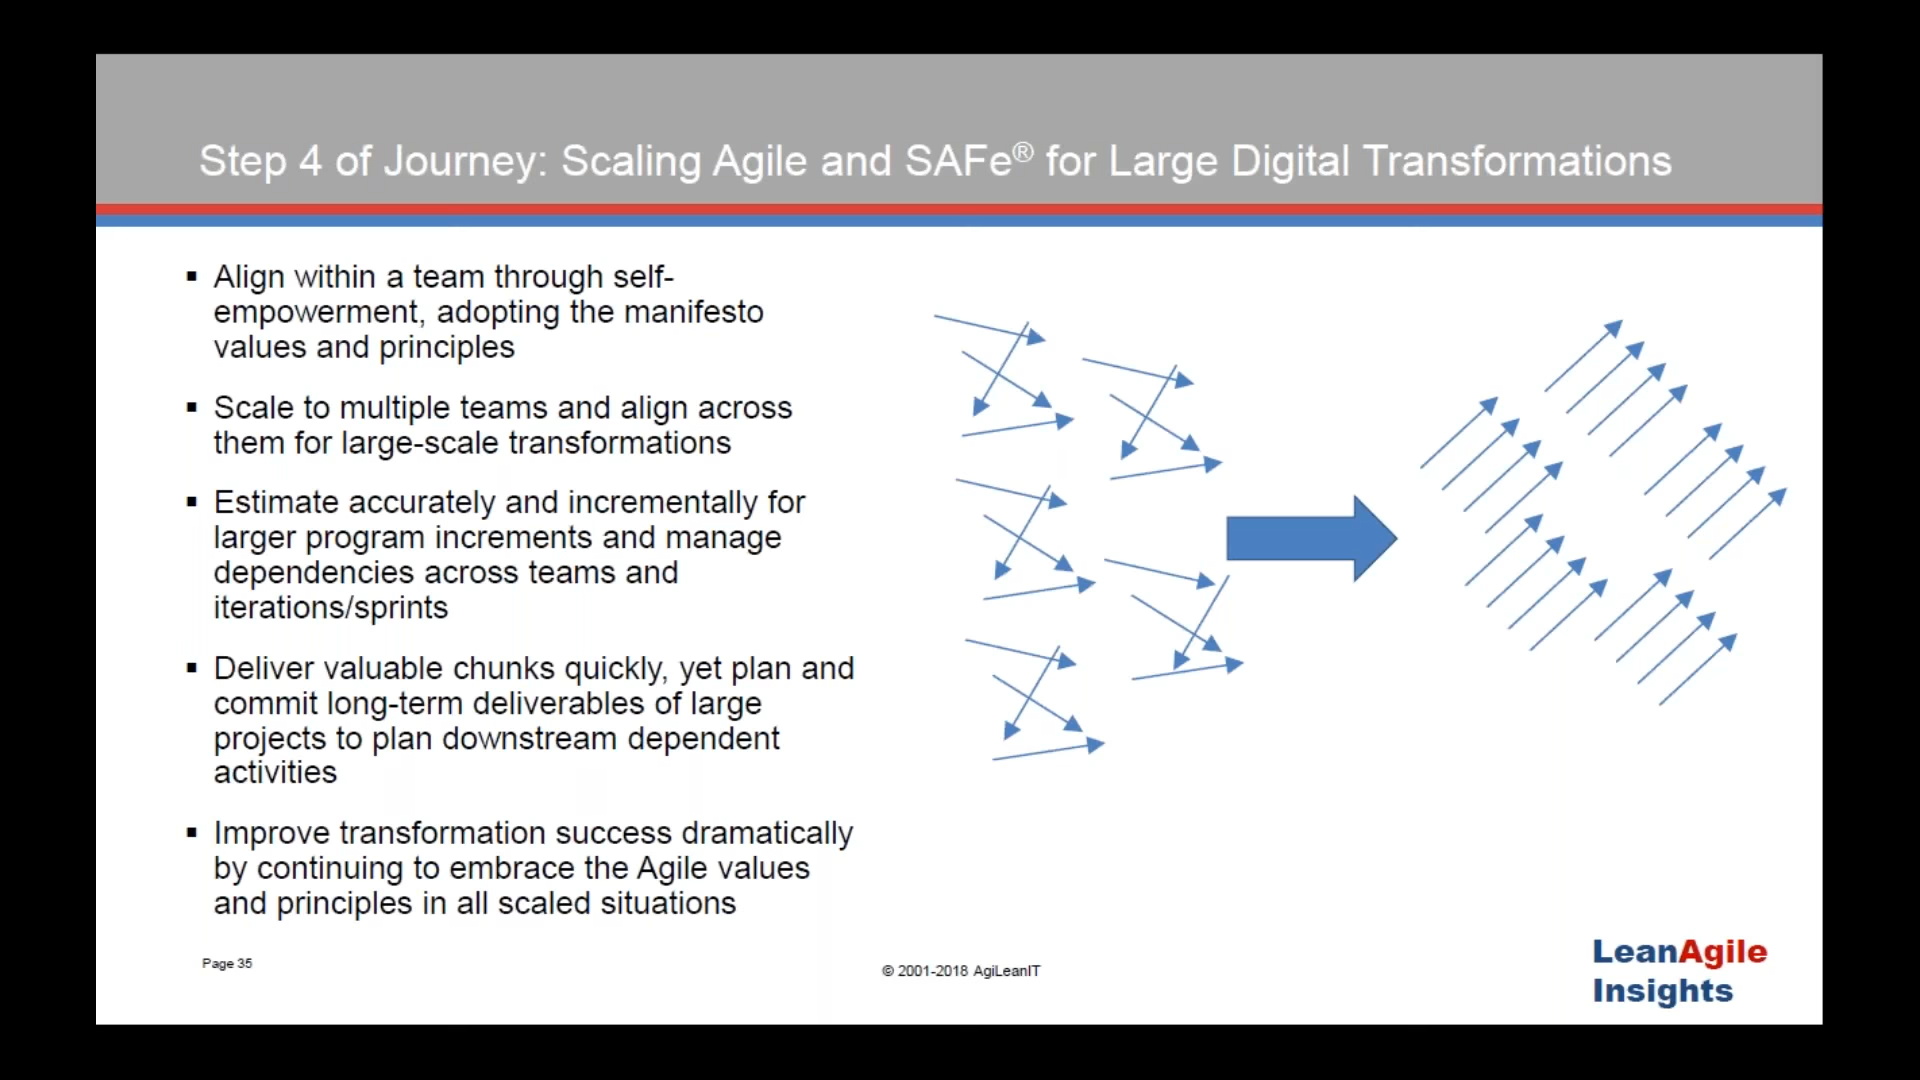 Step 4 of Journey: Scaling Agile and SAFe® for Large Digital Transformations
▪ Align within a team through self-
empowerment, adopting the manifesto
values and principles
▪ Scale to multiple teams and align across
them for large-scale transformations
▪ Estimate accurately and incrementally for
larger program increments and manage
dependencies across teams and
iterations/sprints
▪ Deliver valuable chunks quickly, yet plan and
commit long-term deliverables of large
projects to plan downstream dependent
activities
▪ Improve transformation success dramatically
by continuing to embrace the Agile values
and principles in all scaled situations
Page 35
© 2001-2018 AgiLeanIT
LeanAgile
Insights